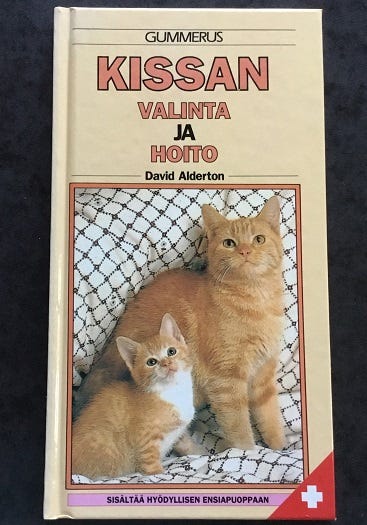 GUMMERUS
KISSAN
VALINTA
JA
HOITO
David Alderton
SISÄLTÄÄ HYÖDYLLISEN ENSIAPUOPPAAN